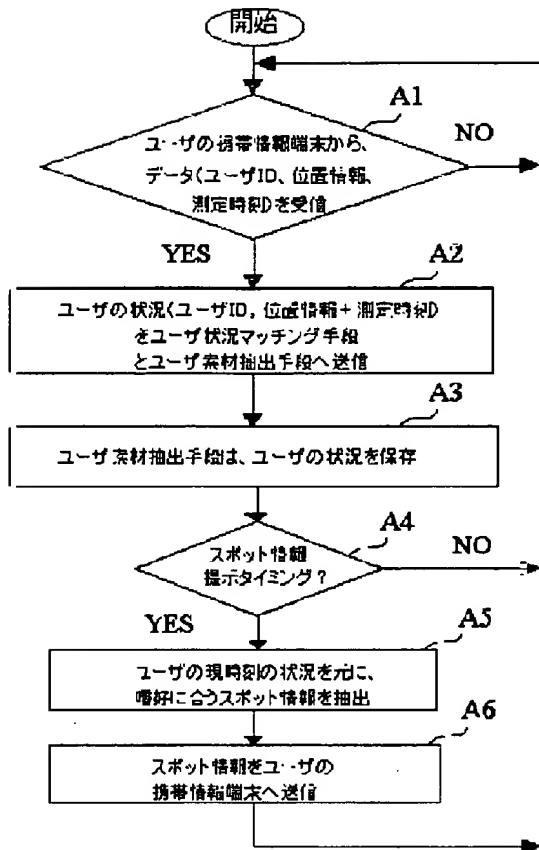 開始
A1
ユーザの携帯情報端末から、
NO
データ(ユーザID、位置情報、
測定時刻)を受信
YES
A2
ユーザの状況(ユーザID, 位置情報+測定時刻)
をユーザ状況マッチング手段
とユーザ素材抽出手段へ送信
A3
ユーザ素材抽出手段は、ユーザの状況を保存
A4
スポット情報
提示タイミング?
NO
YES
A5
ユーザの現時刻の状況を元に、
嗜好に合うスポット情報を抽出
A6
スポット情報をユーザの
携帯情報端末へ送信